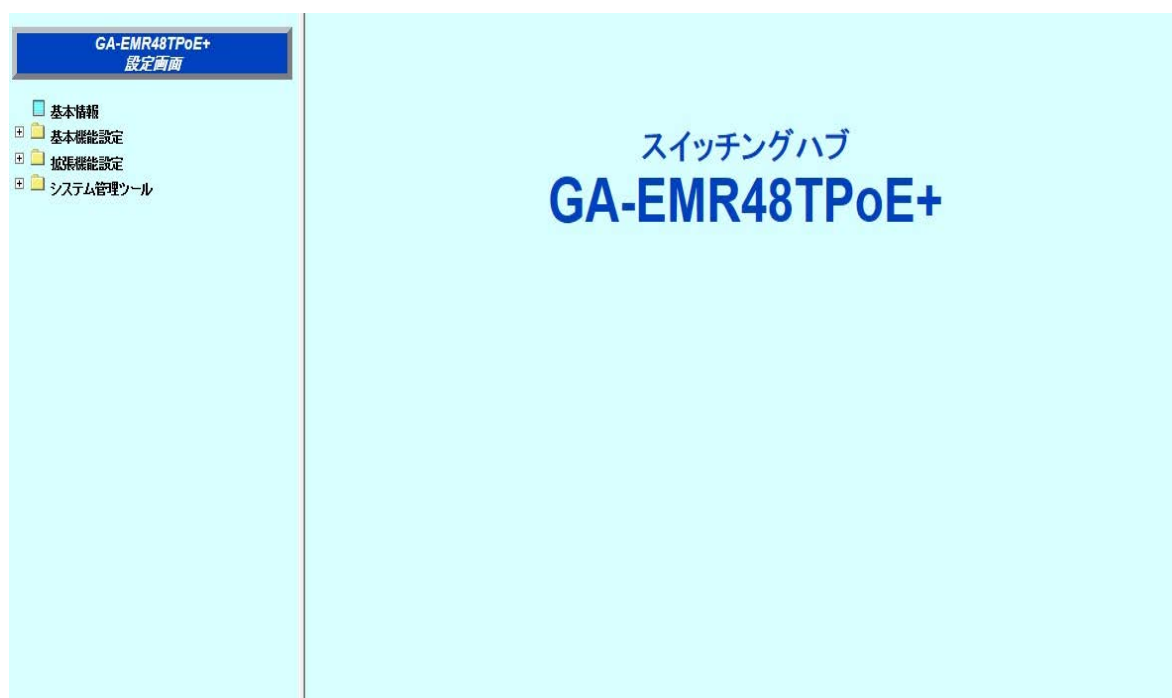 GA-EMR48TPoE+
設定画面
基本情報
基本機能設定
拡張機能設定
システム管理ツール
スイッチングハブ
GA-EMR48TPoE+